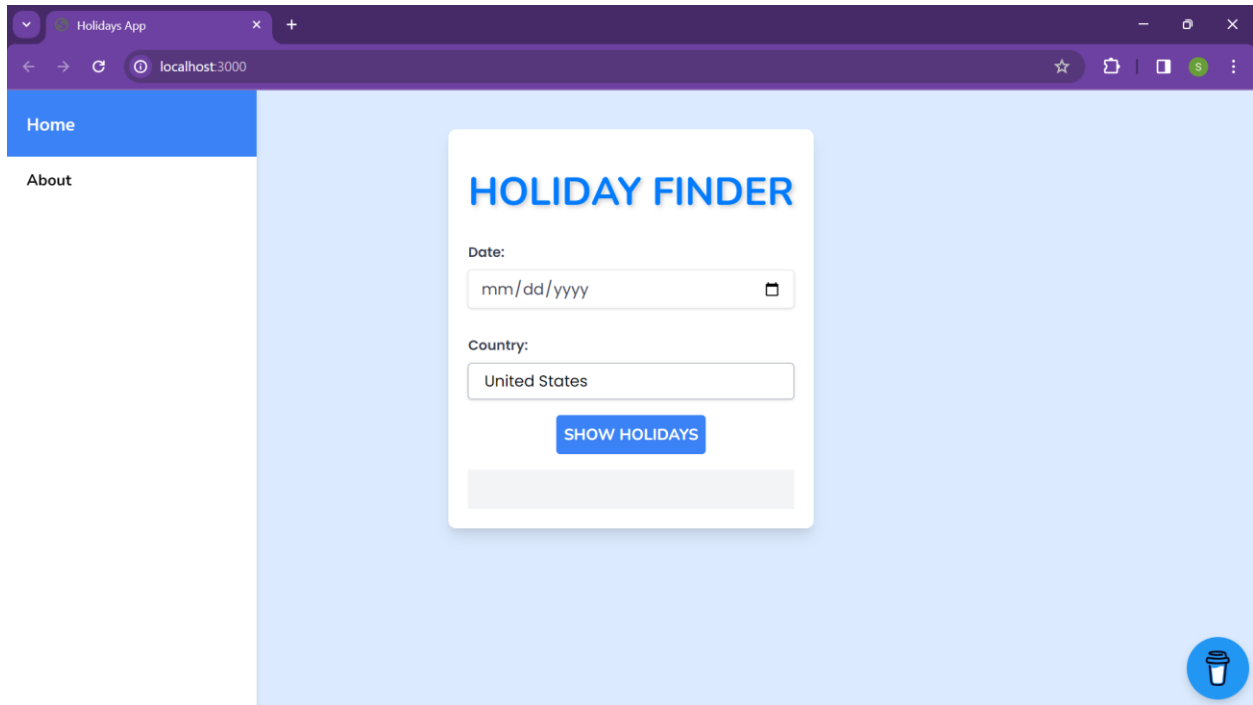 Holidays App
localhost:3000
S
Home
About
HOLIDAY FINDER
Date:
mm/dd/yyyy
Country:
United States
SHOW HOLIDAYS